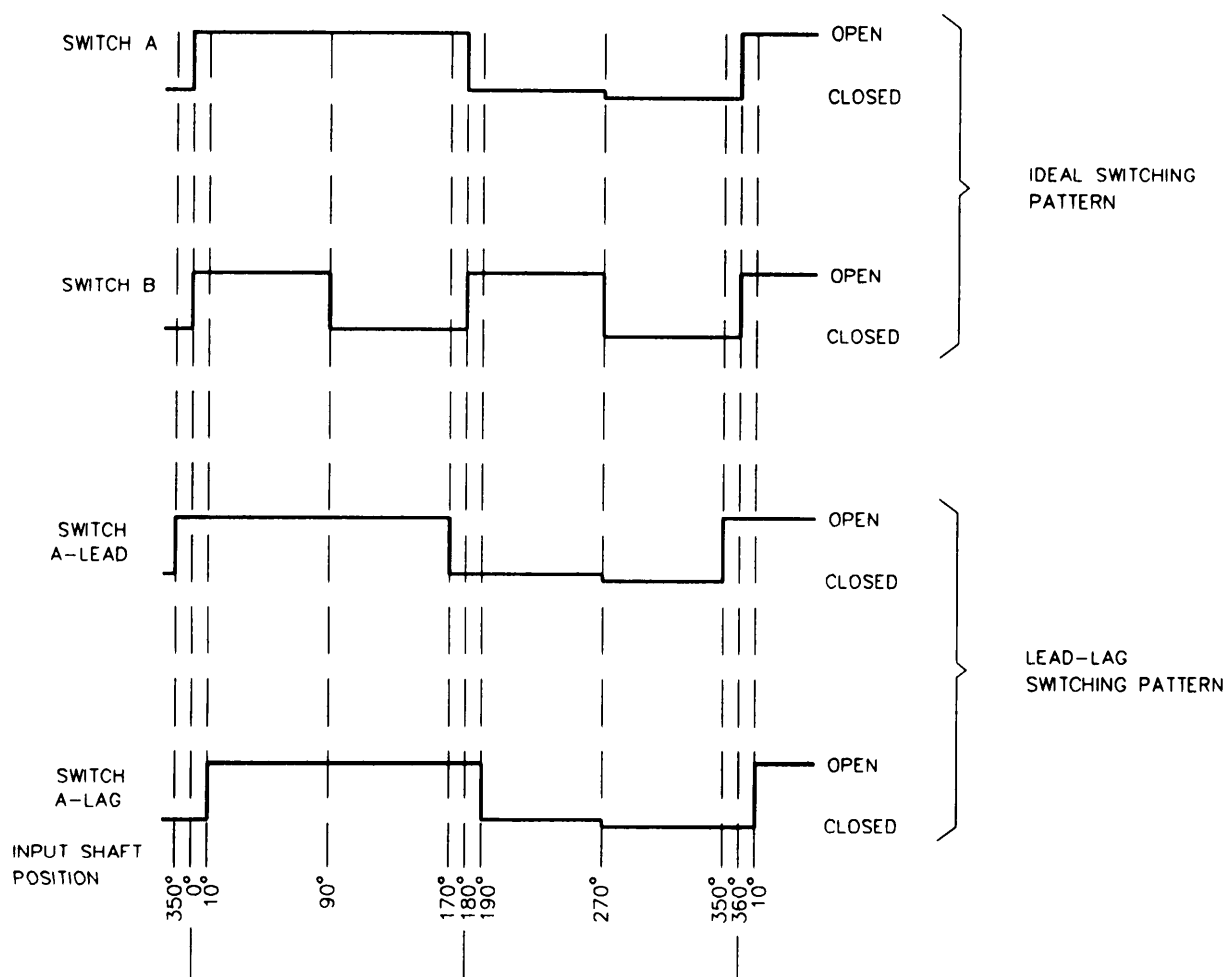 SWITCH A
OPEN
CLOSED
IDEAL SWITCHING
PATTERN
SWITCH B
OPEN
CLOSED
SWITCH
A-LEAD
OPEN
CLOSED
LEAD-LAG
SWITCHING PATTERN
SWITCH
A-LAG
OPEN
CLOSED
INPUT SHAFT
POSITION
350°
0°
10°
90°
170°
180°
190°
270°
350°
360°
10°